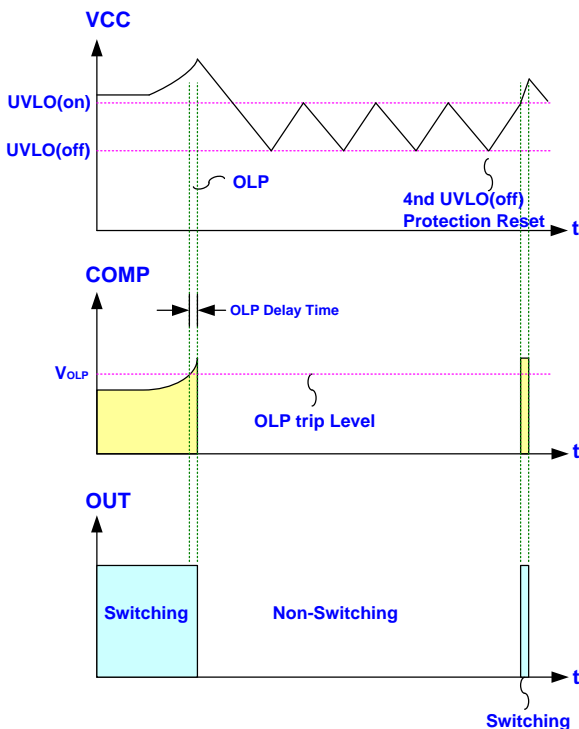 VCC
UVLO(on)
UVLO(off)
OLP
4nd UVLO(off)
Protection Reset
t
COMP
OLP Delay Time
VOLP
OLP trip Level
t
OUT
Switching
Non-Switching
t
Switching